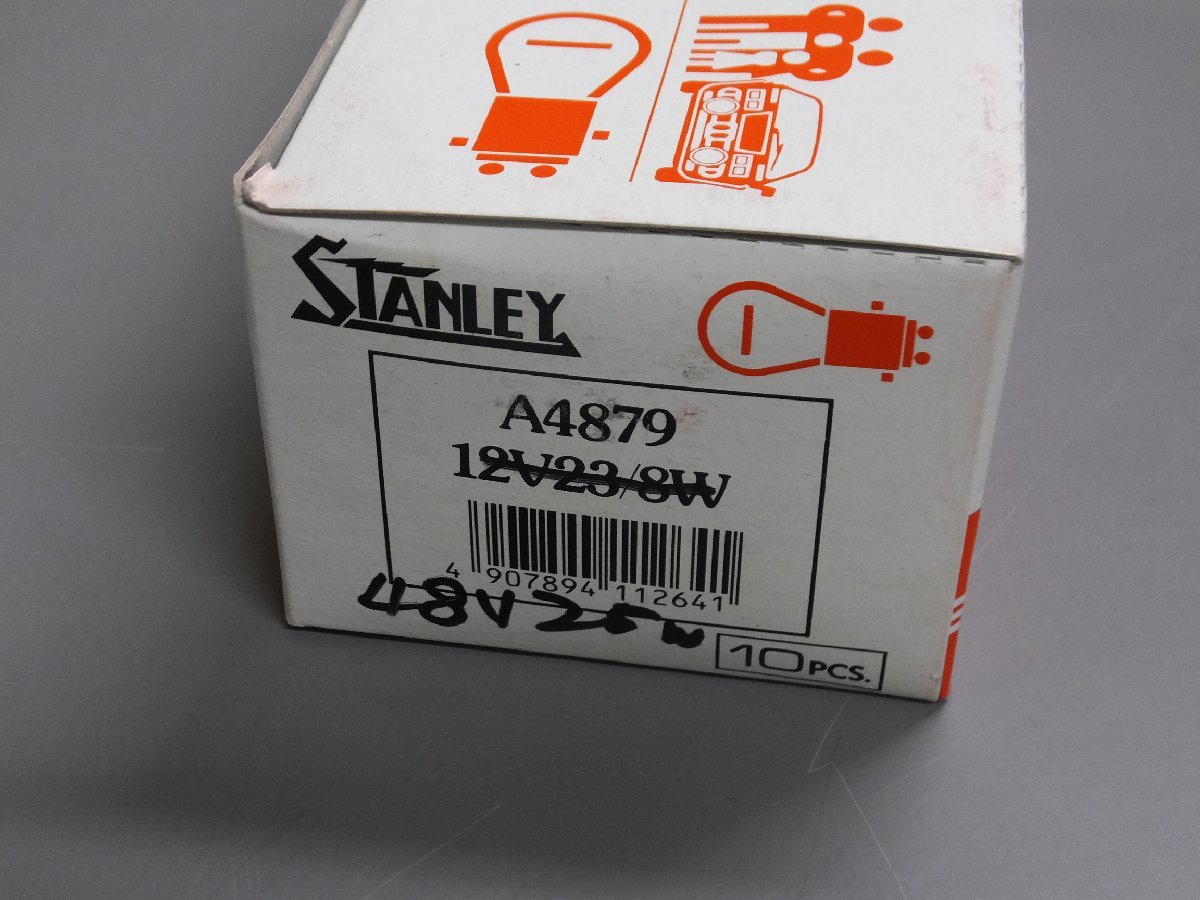 STANLEY
A4879
12V23/8W
4 907894 112641
48V25w
10PCS.